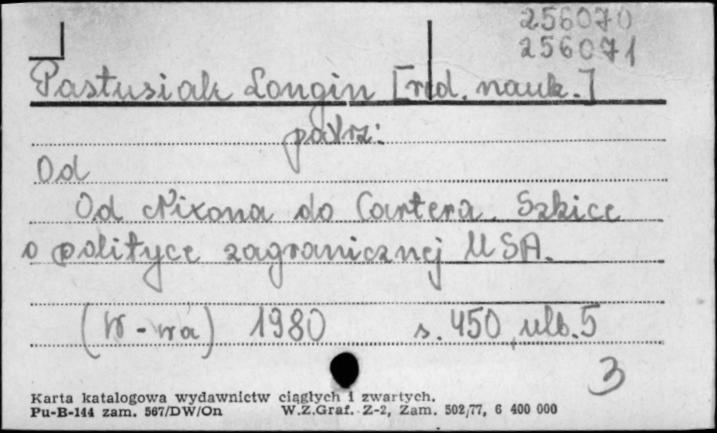 256070
256071
Pastusiak Longin [red. nauk.]
patrz:
Od
Od Nixona do Cartera. Szkice
o polityce zagranicznej USA.
(W-wa) 1980 s. 450, nlb. 5
3
Karta katalogowa wydawnictw ciągłych i zwartych.
Pu-B-144 zam. 567/DW/On W.Z.Graf. Z-2, Zam. 502/77, 6 400 000